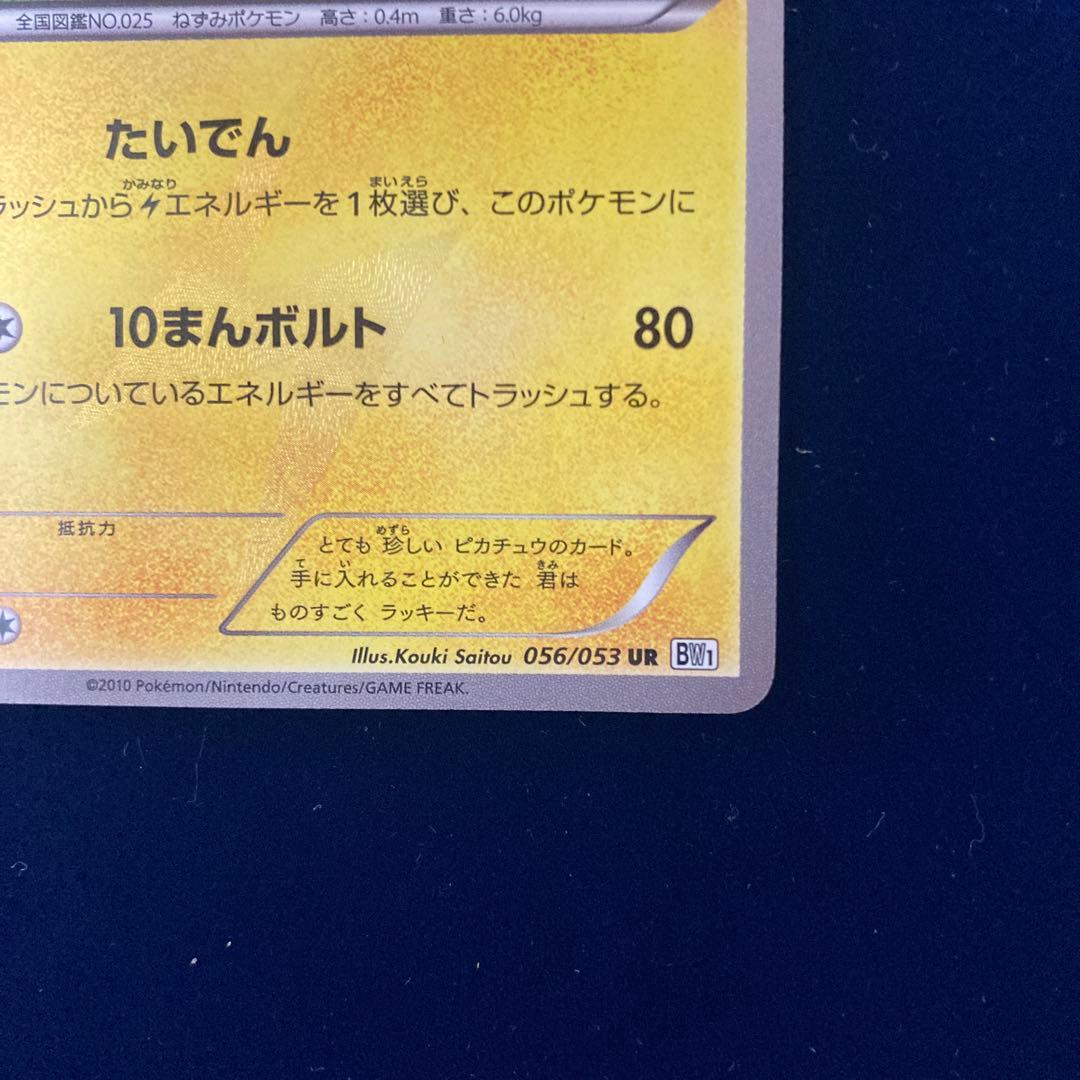 全国図鑑NO.025 ねずみポケモン 高さ：0.4m 重さ：6.0kg
たいでん
かみなり まいえら
ラッシュからエネルギーを1枚選び、このポケモンに
10まんボルト 80
モンについているエネルギーをすべてトラッシュする。
抵抗力
めずら
とても 珍しい ピカチュウのカード。
て い きみ
手に入れることができた 君は
ものすごく ラッキーだ。
Illus.Kouki Saitou 056/053 UR BW1
©2010 Pokémon/Nintendo/Creatures/GAME FREAK.